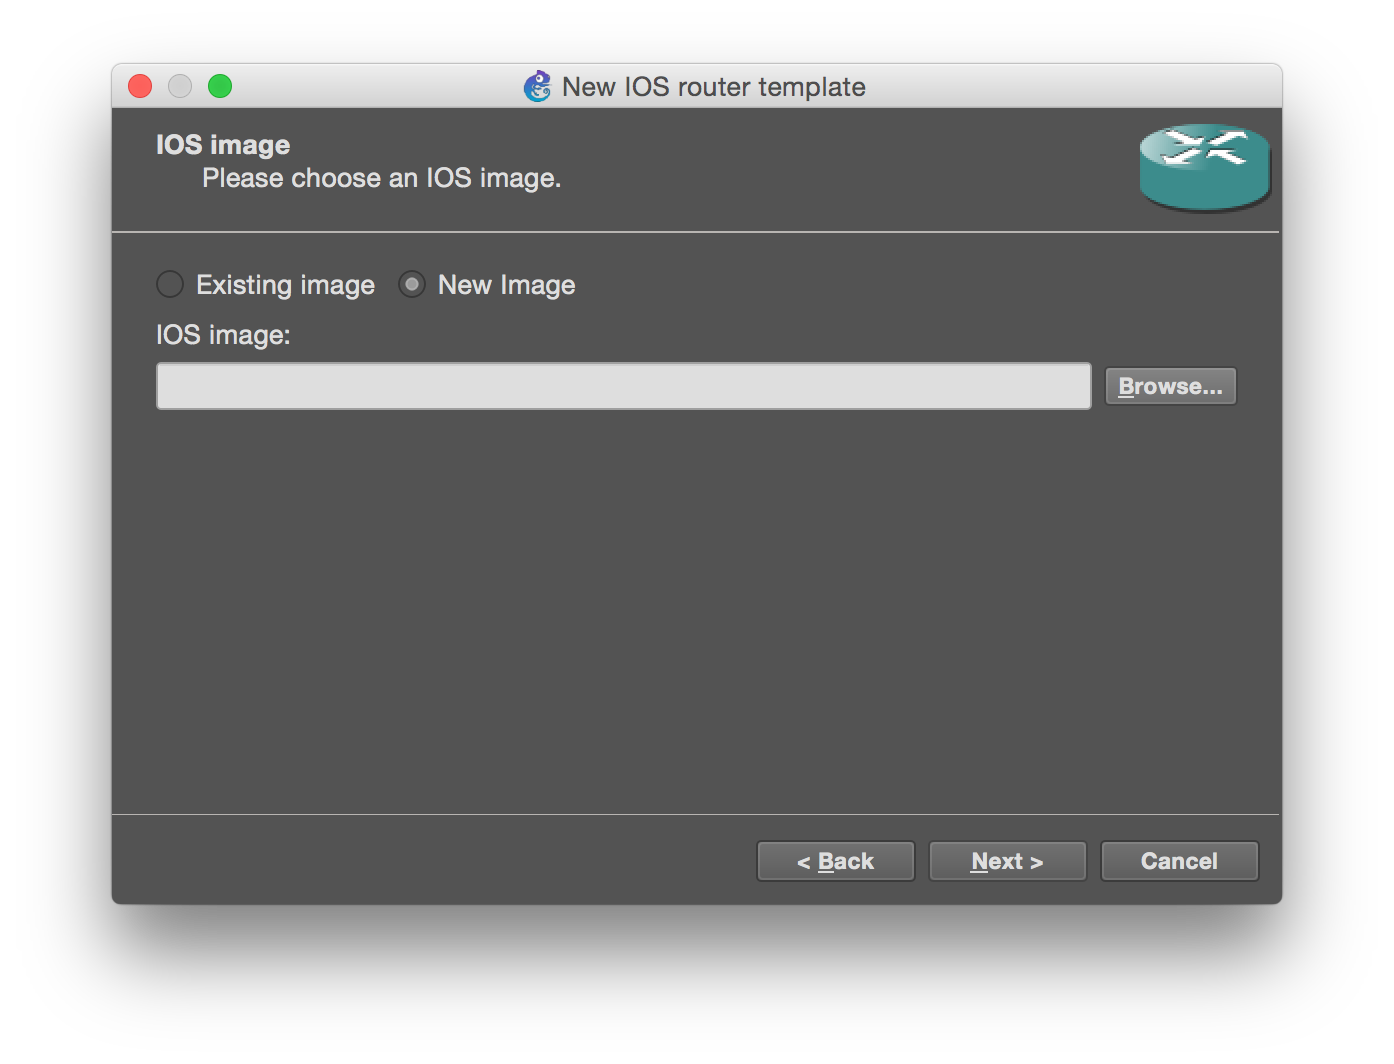 New IOS router template
IOS image
Please choose an IOS image.
Existing image New Image
IOS image:
Browse...
< Back Next > Cancel